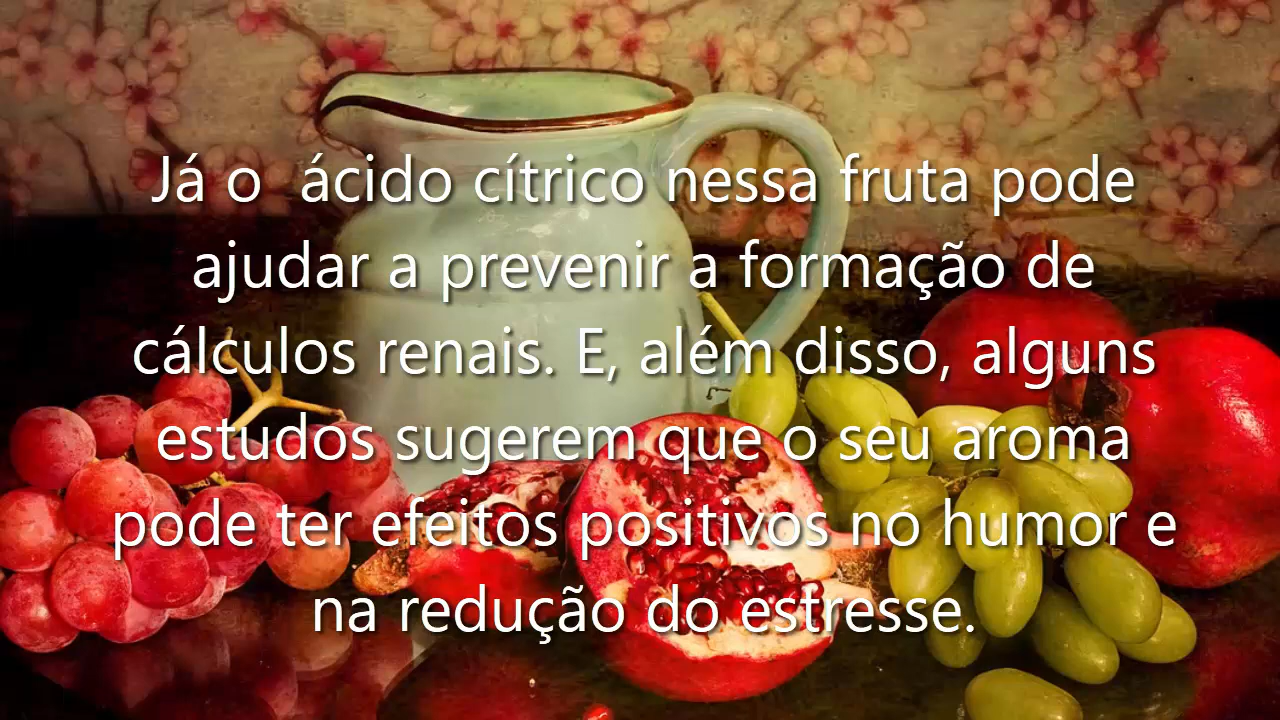 Já o  ácido cítrico nessa fruta pode
ajudar a prevenir a formação de
cálculos renais. E, além disso, alguns
estudos sugerem que o seu aroma
pode ter efeitos positivos no humor e
na redução do estresse.